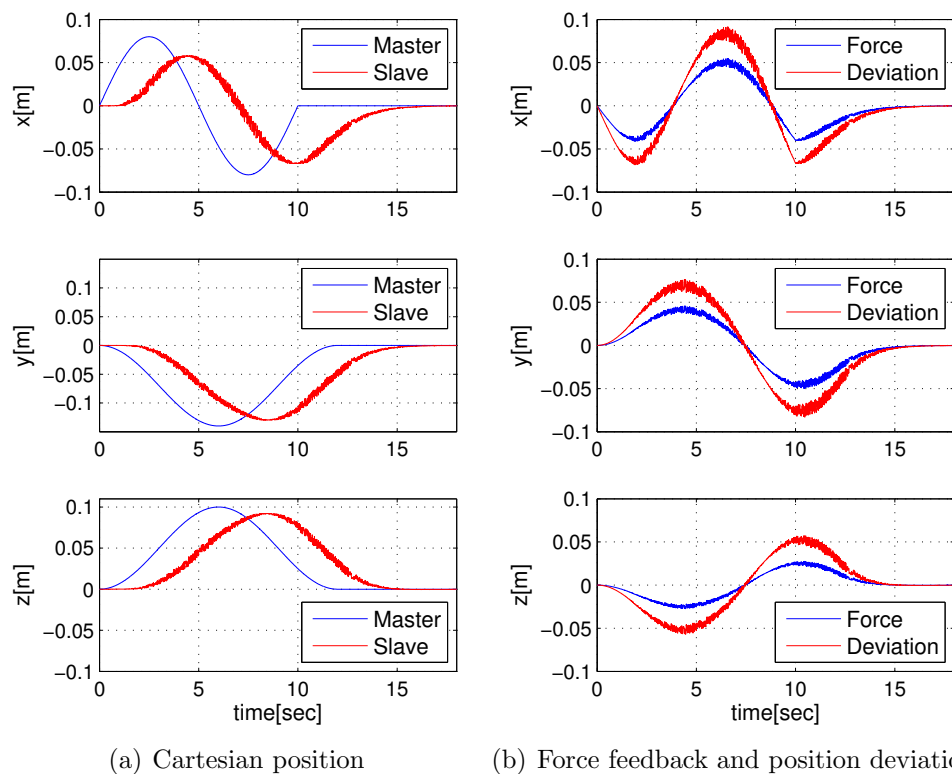 0.1
0.05
0
−0.05
−0.1
x[m]
Master
Slave
0 5 10 15
0.1
0.05
0
−0.05
−0.1
x[m]
Force
Deviation
0 5 10 15
0.1
0.05
0
−0.05
−0.1
y[m]
Master
Slave
0 5 10 15
0.1
0.05
0
−0.05
−0.1
y[m]
Force
Deviation
0 5 10 15
0.1
0.05
0
−0.05
−0.1
z[m]
Master
Slave
0 5 10 15
time[sec]
0.1
0.05
0
−0.05
−0.1
z[m]
Force
Deviation
0 5 10 15
time[sec]
(a) Cartesian position
(b) Force feedback and position deviati